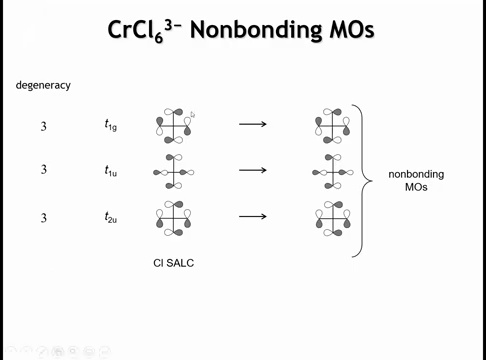 CrCl₆³⁻ Nonbonding MOs
degeneracy
3 t₁g
3 t₁u
3 t₂u
nonbonding
MOs
Cl SALC